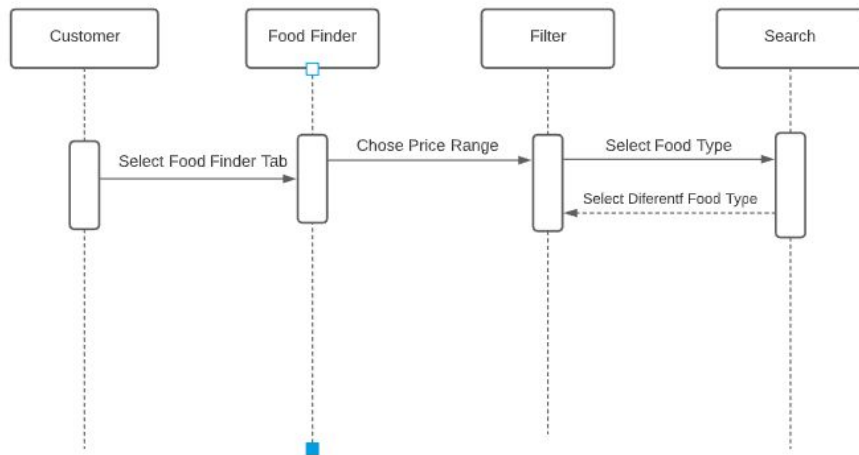 Customer
Food Finder
Filter
Search
Select Food Finder Tab
Chose Price Range
Select Food Type
Select Diferentf Food Type